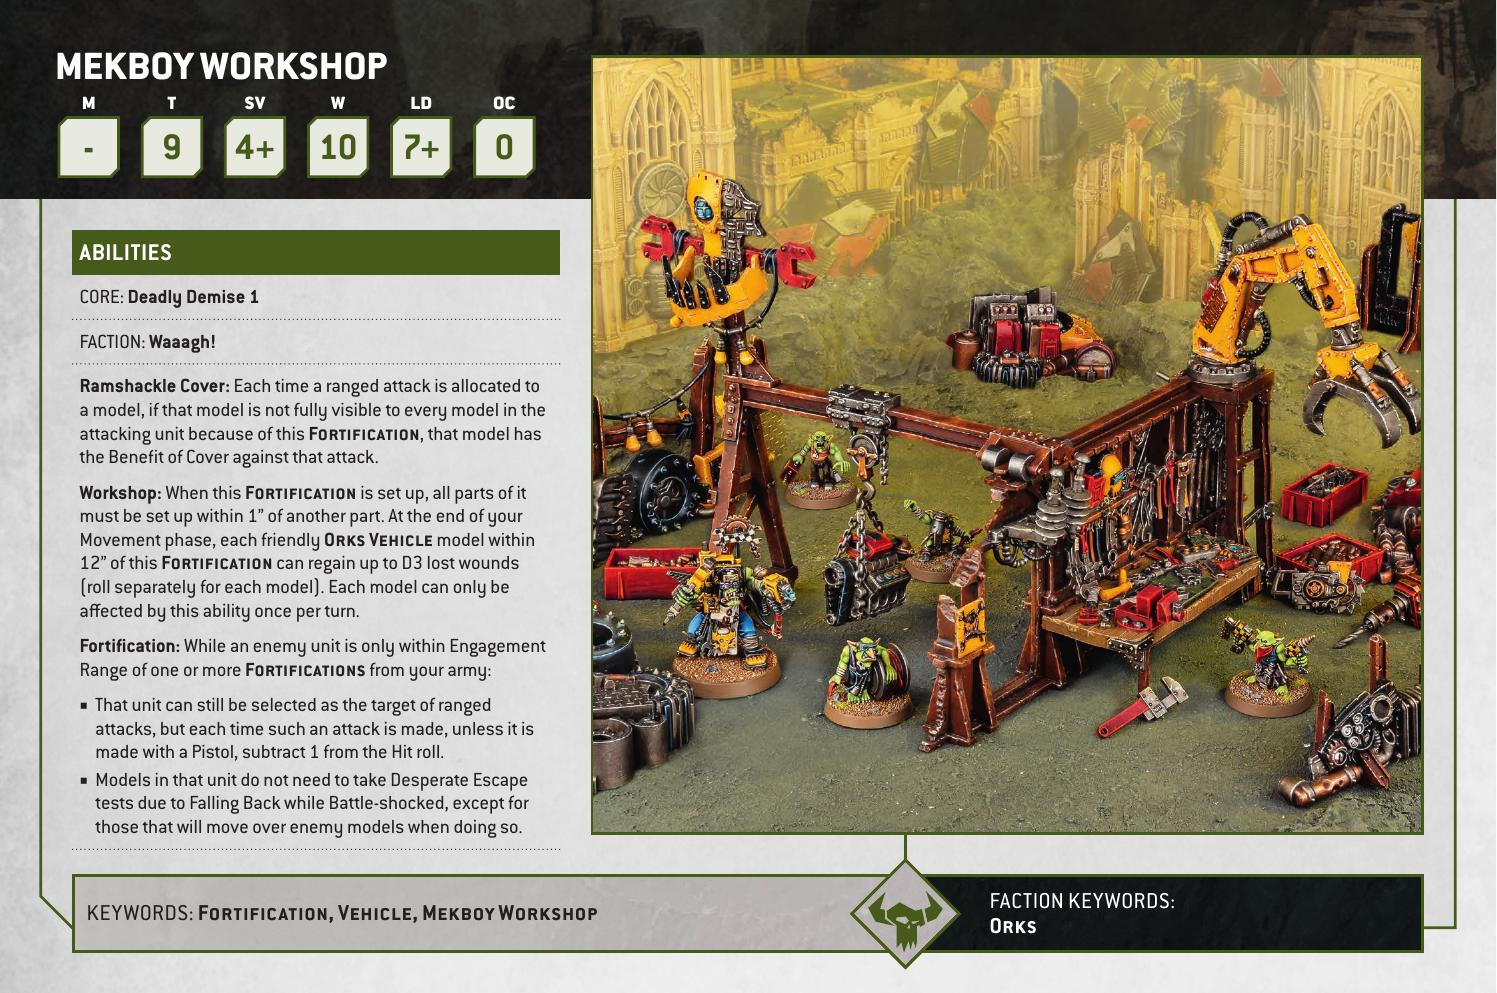 MEKBOY WORKSHOP
M T SV W LD OC
- 9 4+ 10 7+ 0
ABILITIES
CORE: Deadly Demise 1
FACTION: Waaagh!
Ramshackle Cover: Each time a ranged attack is allocated to
a model, if that model is not fully visible to every model in the
attacking unit because of this FORTIFICATION, that model has
the Benefit of Cover against that attack.
Workshop: When this FORTIFICATION is set up, all parts of it
must be set up within 1” of another part. At the end of your
Movement phase, each friendly ORKS VEHICLE model within
12” of this FORTIFICATION can regain up to D3 lost wounds
(roll separately for each model). Each model can only be
affected by this ability once per turn.
Fortification: While an enemy unit is only within Engagement
Range of one or more FORTIFICATIONS from your army:
▪ That unit can still be selected as the target of ranged
attacks, but each time such an attack is made, unless it is
made with a Pistol, subtract 1 from the Hit roll.
▪ Models in that unit do not need to take Desperate Escape
tests due to Falling Back while Battle-shocked, except for
those that will move over enemy models when doing so.
KEYWORDS: FORTIFICATION, VEHICLE, MEKBOY WORKSHOP
FACTION KEYWORDS:
ORKS